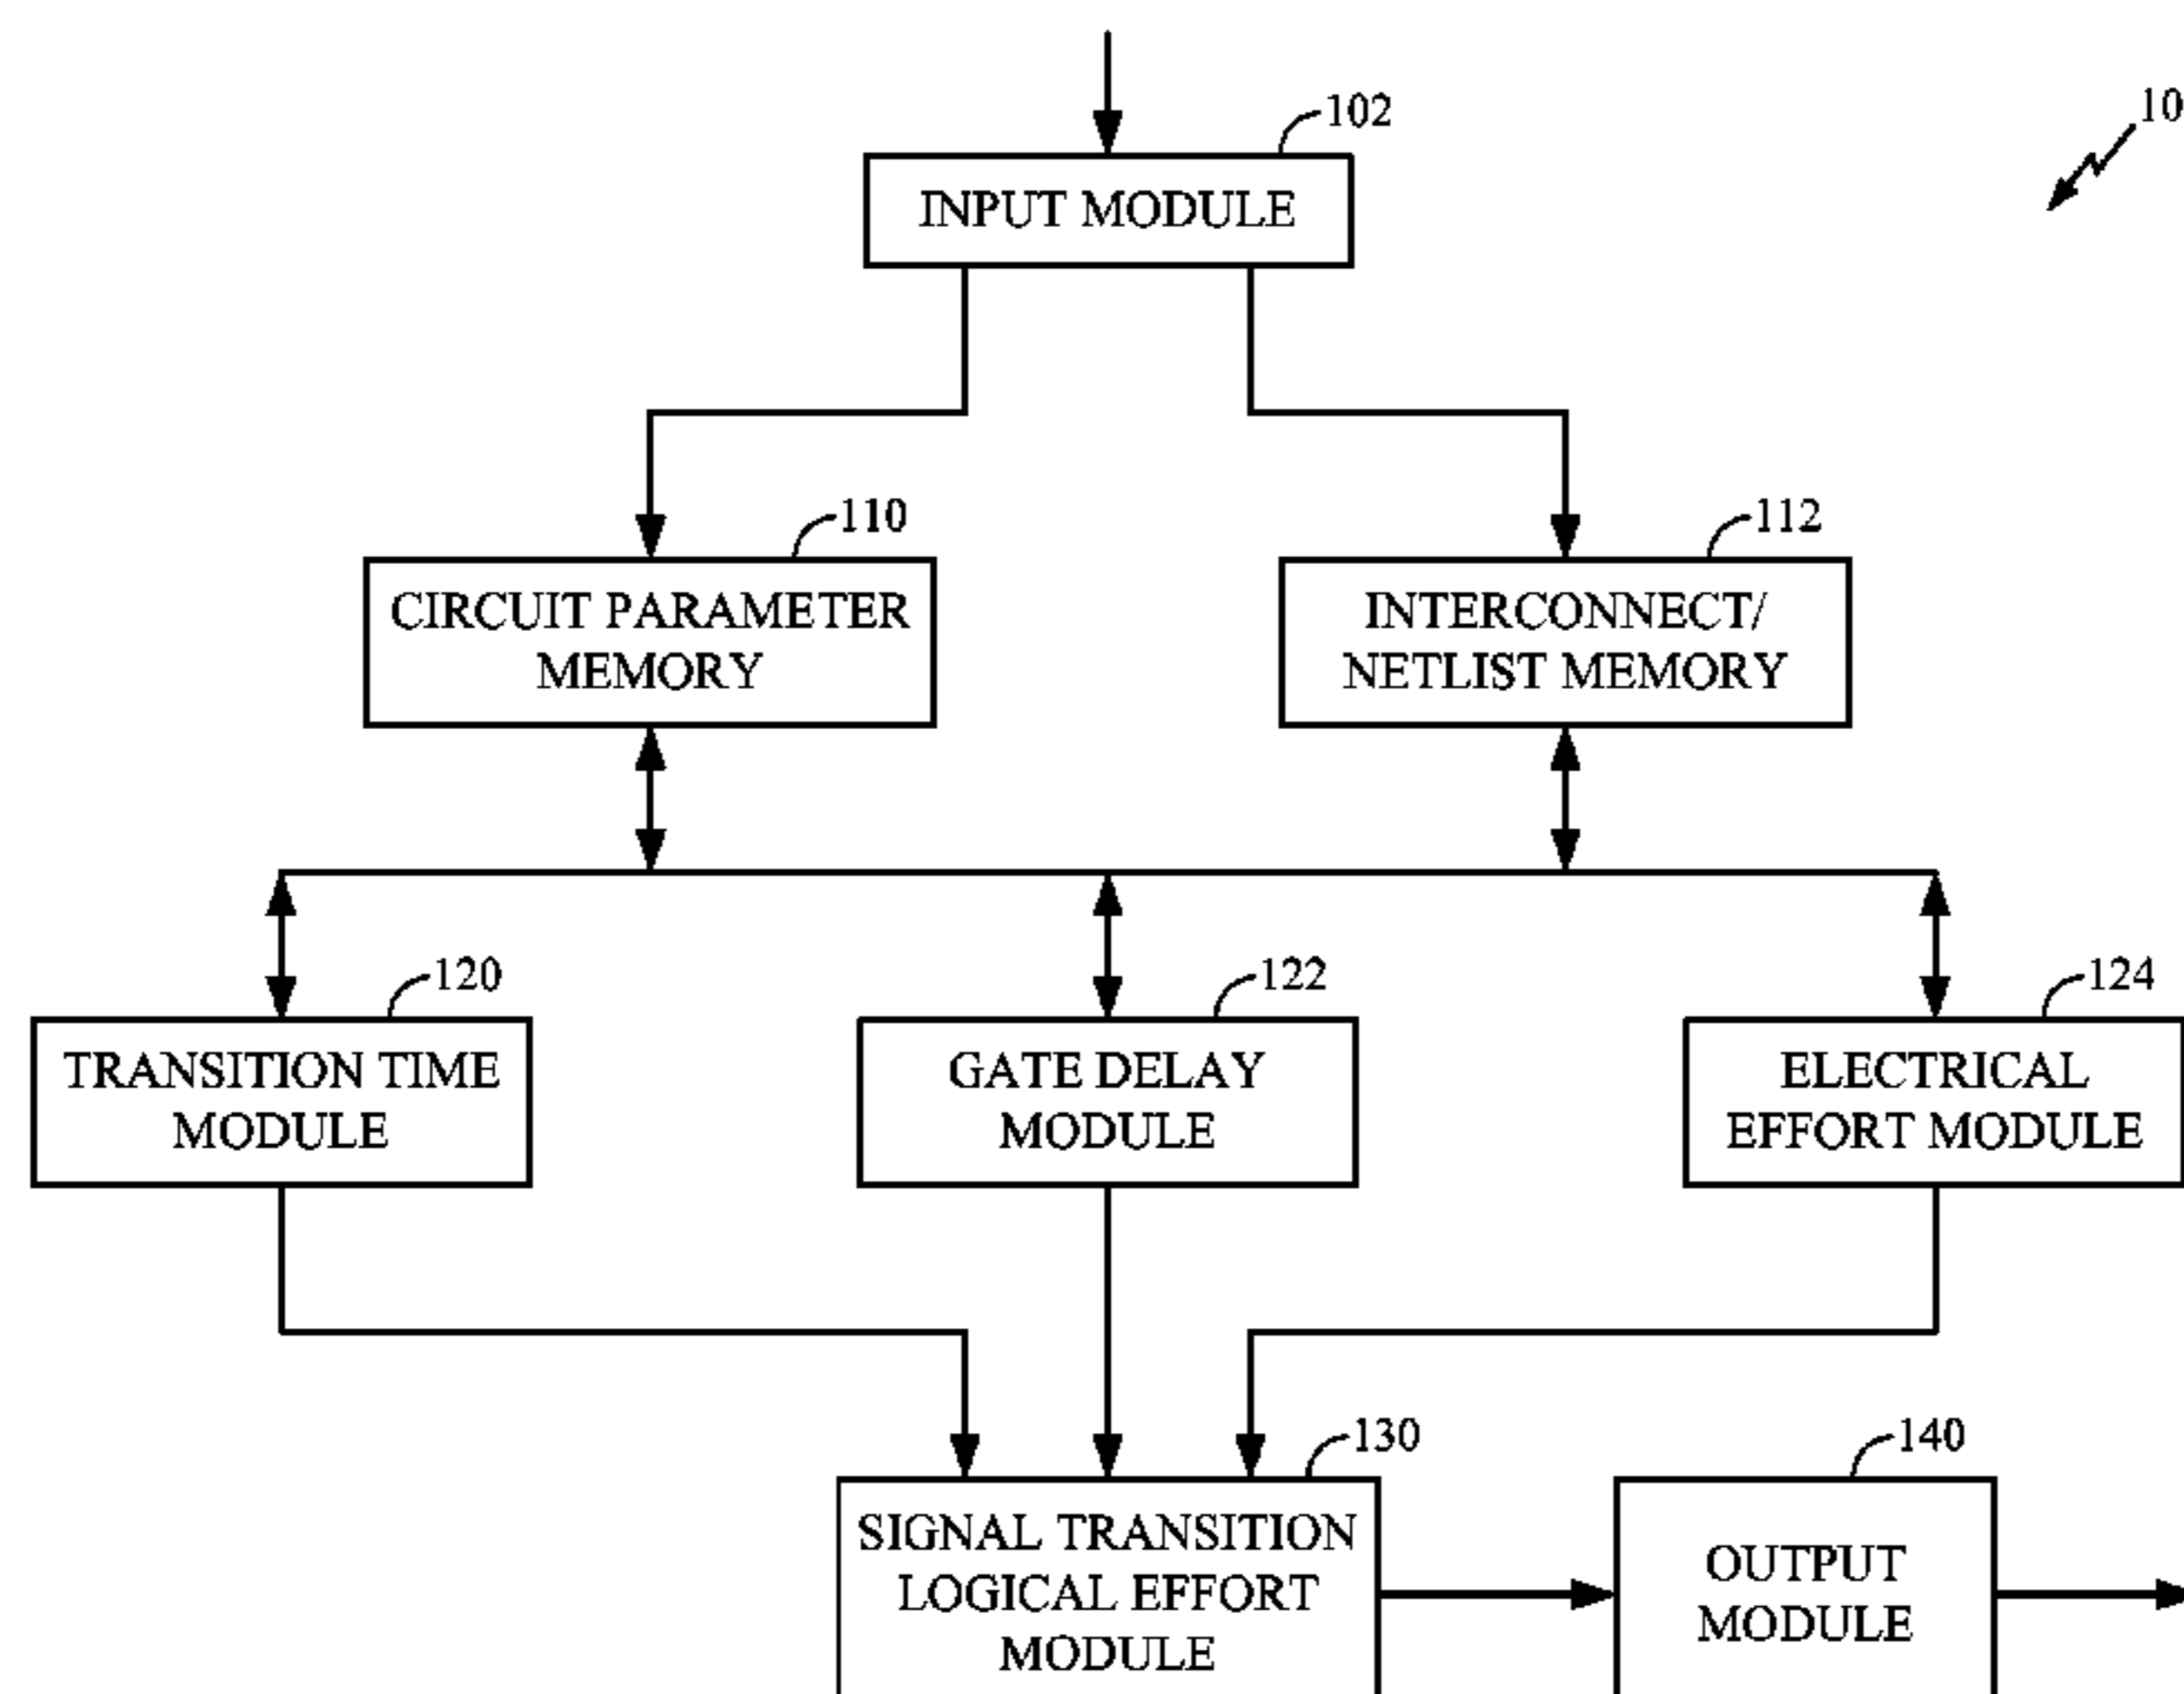 102
10
INPUT MODULE
110
112
CIRCUIT PARAMETER
MEMORY
INTERCONNECT/
NETLIST MEMORY
120
122
124
TRANSITION TIME
MODULE
GATE DELAY
MODULE
ELECTRICAL
EFFORT MODULE
130
140
SIGNAL TRANSITION
LOGICAL EFFORT
MODULE
OUTPUT
MODULE